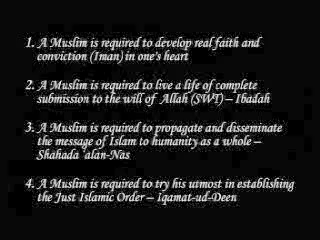 1. A Muslim is required to develop real faith and
conviction (Iman) in one's heart
2. A Muslim is required to live a life of complete
submission to the will of Allah (SWT) – Ibadah
3. A Muslim is required to propagate and disseminate
the message of Islam to humanity as a whole –
Shahada 'alan-Nas
4. A Muslim is required to try his utmost in establishing
the Just Islamic Order – Iqamat-ud-Deen